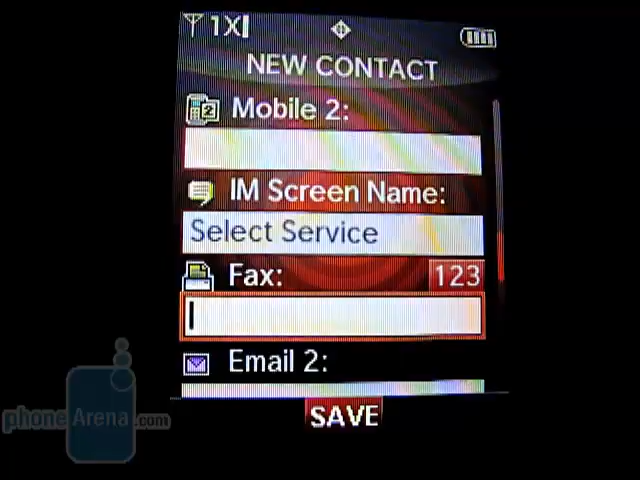 1X
NEW CONTACT
Mobile 2:
IM Screen Name:
Select Service
Fax: 123
Email 2:
SAVE
phoneArena.com